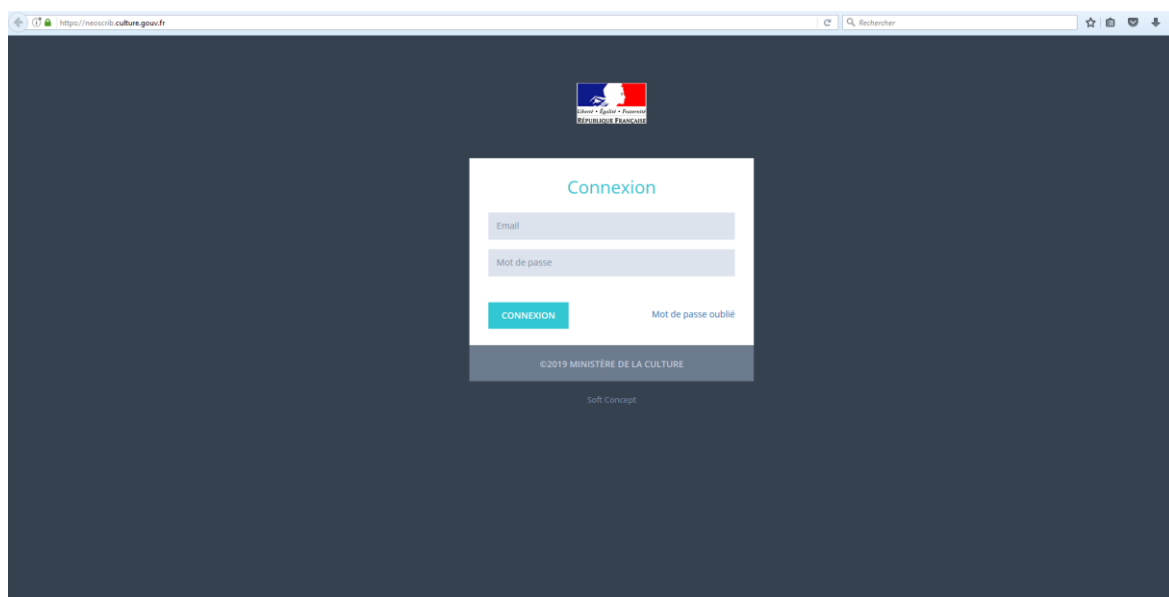 https://neoscrib.culture.gouv.fr
Rechercher
Liberté • Égalité • Fraternité
RÉPUBLIQUE FRANÇAISE
Connexion
Email
Mot de passe
CONNEXION
Mot de passe oublié
©2019 MINISTÈRE DE LA CULTURE
Soft Concept